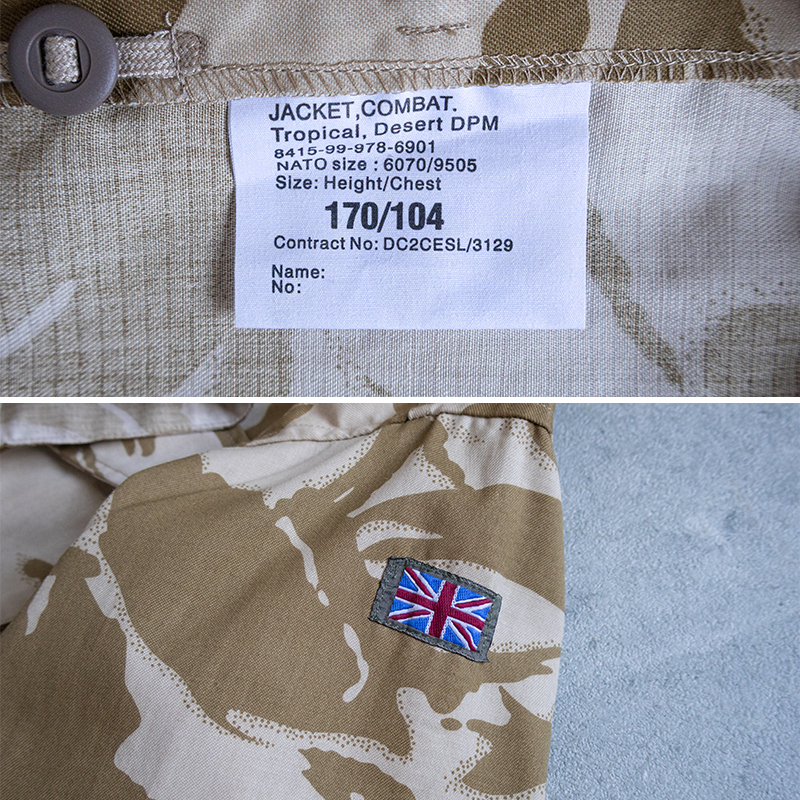 JACKET,COMBAT.
Tropical, Desert DPM
8415-99-978-6901
NATO size : 6070/9505
Size: Height/Chest
170/104
Contract No: DC2CESL/3129
Name:
No: